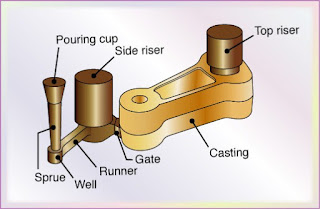 Pouring cup
Side riser
Top riser
Sprue
Well
Runner
Gate
Casting